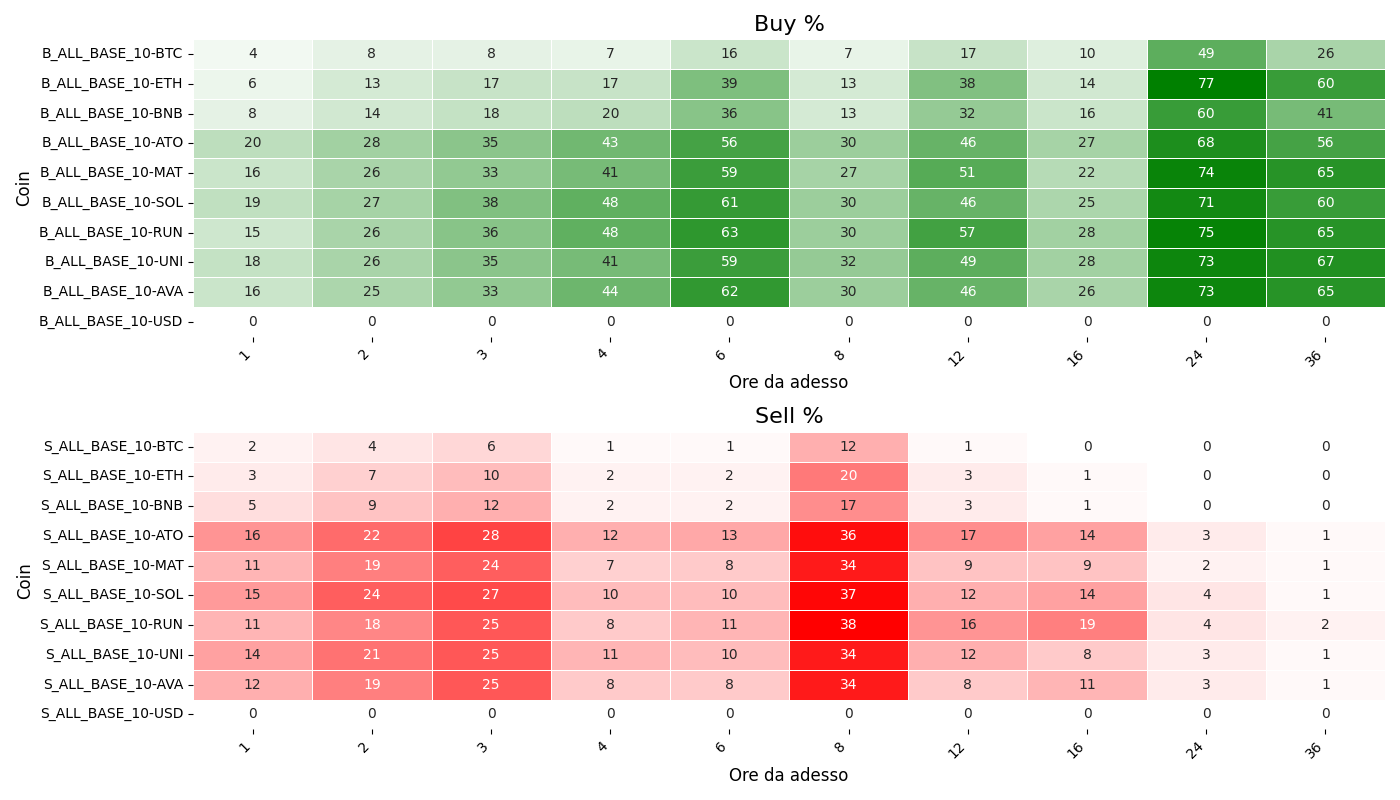 Buy %
Coin
B_ALL_BASE_10-BTC 4 8 8 7 16 7 17 10 49 26
B_ALL_BASE_10-ETH 6 13 17 17 39 13 38 14 77 60
B_ALL_BASE_10-BNB 8 14 18 20 36 13 32 16 60 41
B_ALL_BASE_10-ATO 20 28 35 43 56 30 46 27 68 56
B_ALL_BASE_10-MAT 16 26 33 41 59 27 51 22 74 65
B_ALL_BASE_10-SOL 19 27 38 48 61 30 46 25 71 60
B_ALL_BASE_10-RUN 15 26 36 48 63 30 57 28 75 65
B_ALL_BASE_10-UNI 18 26 35 41 59 32 49 28 73 67
B_ALL_BASE_10-AVA 16 25 33 44 62 30 46 26 73 65
B_ALL_BASE_10-USD 0 0 0 0 0 0 0 0 0 0
1 2 3 4 6 8 12 16 24 36
Ore da adesso
Sell %
Coin
S_ALL_BASE_10-BTC 2 4 6 1 1 12 1 0 0 0
S_ALL_BASE_10-ETH 3 7 10 2 2 20 3 1 0 0
S_ALL_BASE_10-BNB 5 9 12 2 2 17 3 1 0 0
S_ALL_BASE_10-ATO 16 22 28 12 13 36 17 14 3 1
S_ALL_BASE_10-MAT 11 19 24 7 8 34 9 9 2 1
S_ALL_BASE_10-SOL 15 24 27 10 10 37 12 14 4 1
S_ALL_BASE_10-RUN 11 18 25 8 11 38 16 19 4 2
S_ALL_BASE_10-UNI 14 21 25 11 10 34 12 8 3 1
S_ALL_BASE_10-AVA 12 19 25 8 8 34 8 11 3 1
S_ALL_BASE_10-USD 0 0 0 0 0 0 0 0 0 0
1 2 3 4 6 8 12 16 24 36
Ore da adesso